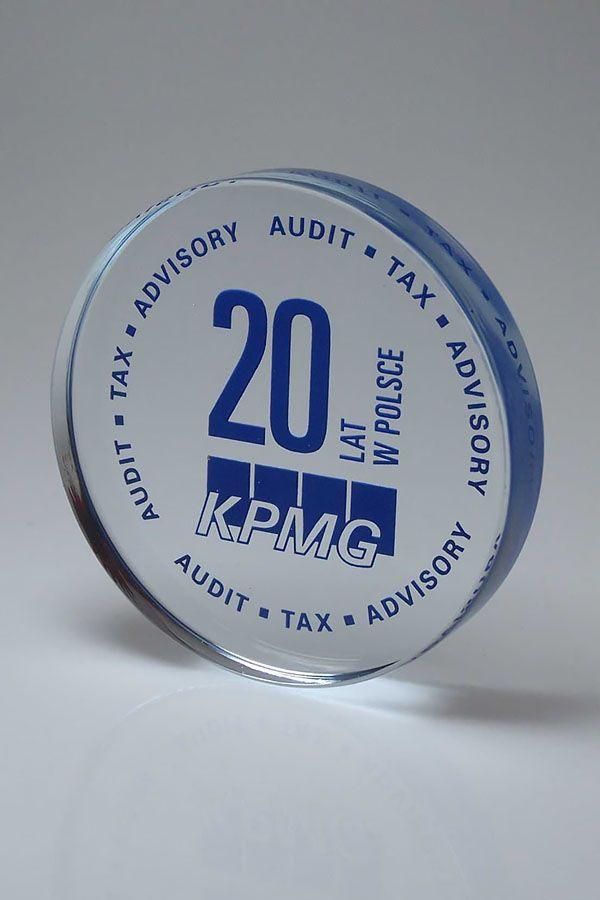 AUDIT ▪ TAX ▪ ADVISORY
AUDIT ▪ TAX ▪ ADVISORY
AUDIT ▪ TAX ▪ ADVISORY
20
LAT
W POLSCE
KPMG